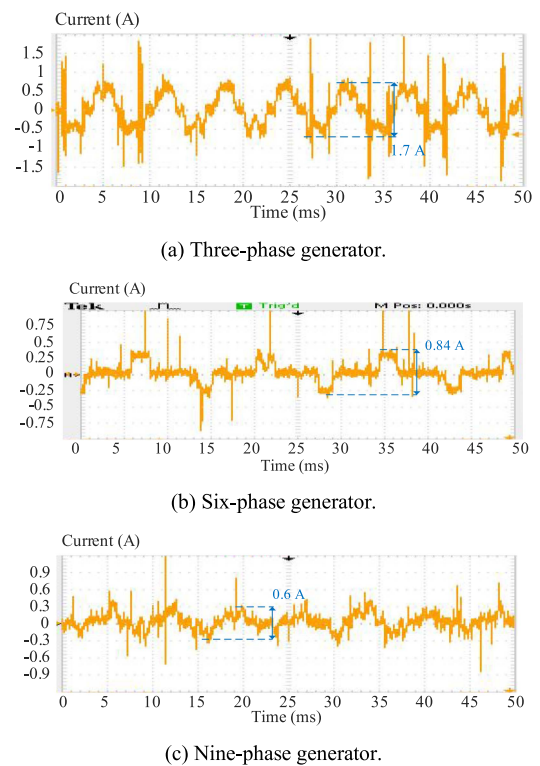 Current (A)
1.5
1
0.5
0
-0.5
-1
-1.5
1.7 A
0 5 10 15 20 25 30 35 40 45 50
Time (ms)
(a) Three-phase generator.
Current (A)
Tek Trig'd M Pos: 0.000s
0.75
0.5
0.25
0
-0.25
-0.5
-0.75
0.84 A
0 5 10 15 20 25 30 35 40 45 50
Time (ms)
(b) Six-phase generator.
Current (A)
0.9
0.6
0.3
0
-0.3
-0.6
-0.9
0.6 A
0 5 10 15 20 25 30 35 40 45 50
Time (ms)
(c) Nine-phase generator.